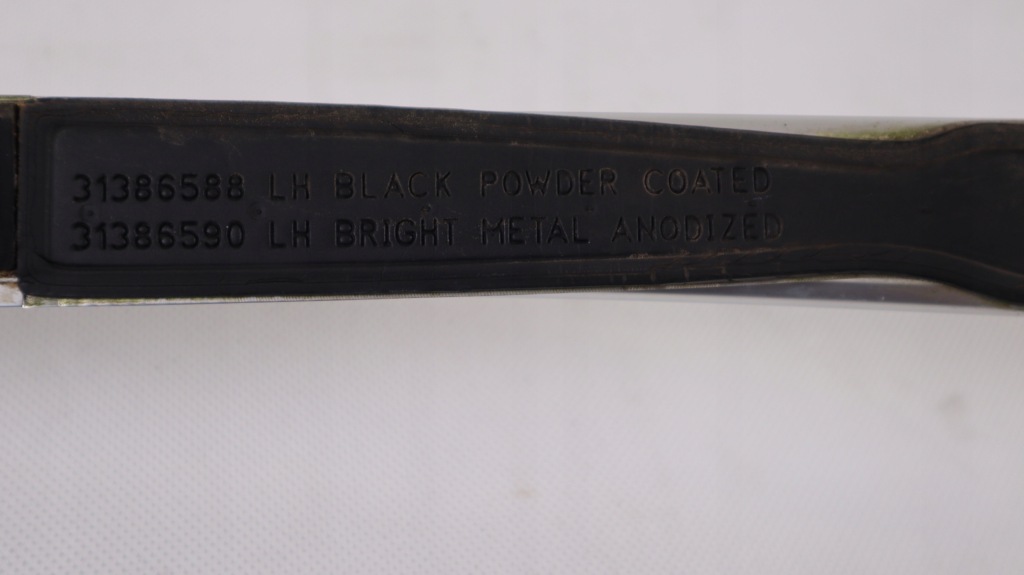 31386588 LH BLACK POWDER COATED
31386590 LH BRIGHT METAL ANODIZED